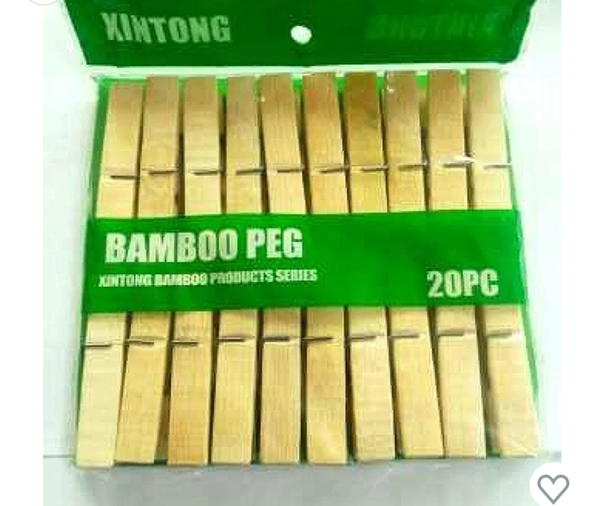 XINTONG
BAMBOO PEG
XINTONG BAMBOO PRODUCTS SERIES
20PC